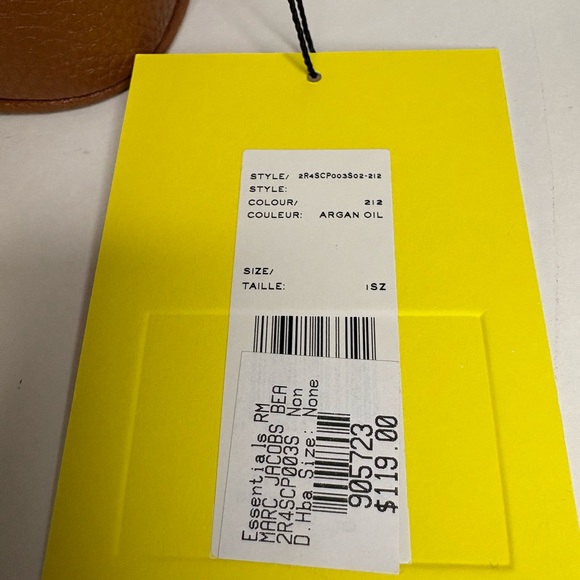 STYLE/ 2R4SCP003S02-212
STYLE:
COLOUR/ 212
COULEUR: ARGAN OIL
SIZE/
TAILLE: 1SZ
Essentials RM
MARC JACOBS BEA
2R4SCP003S Non
D.Hba Size: None
905723
$119.00